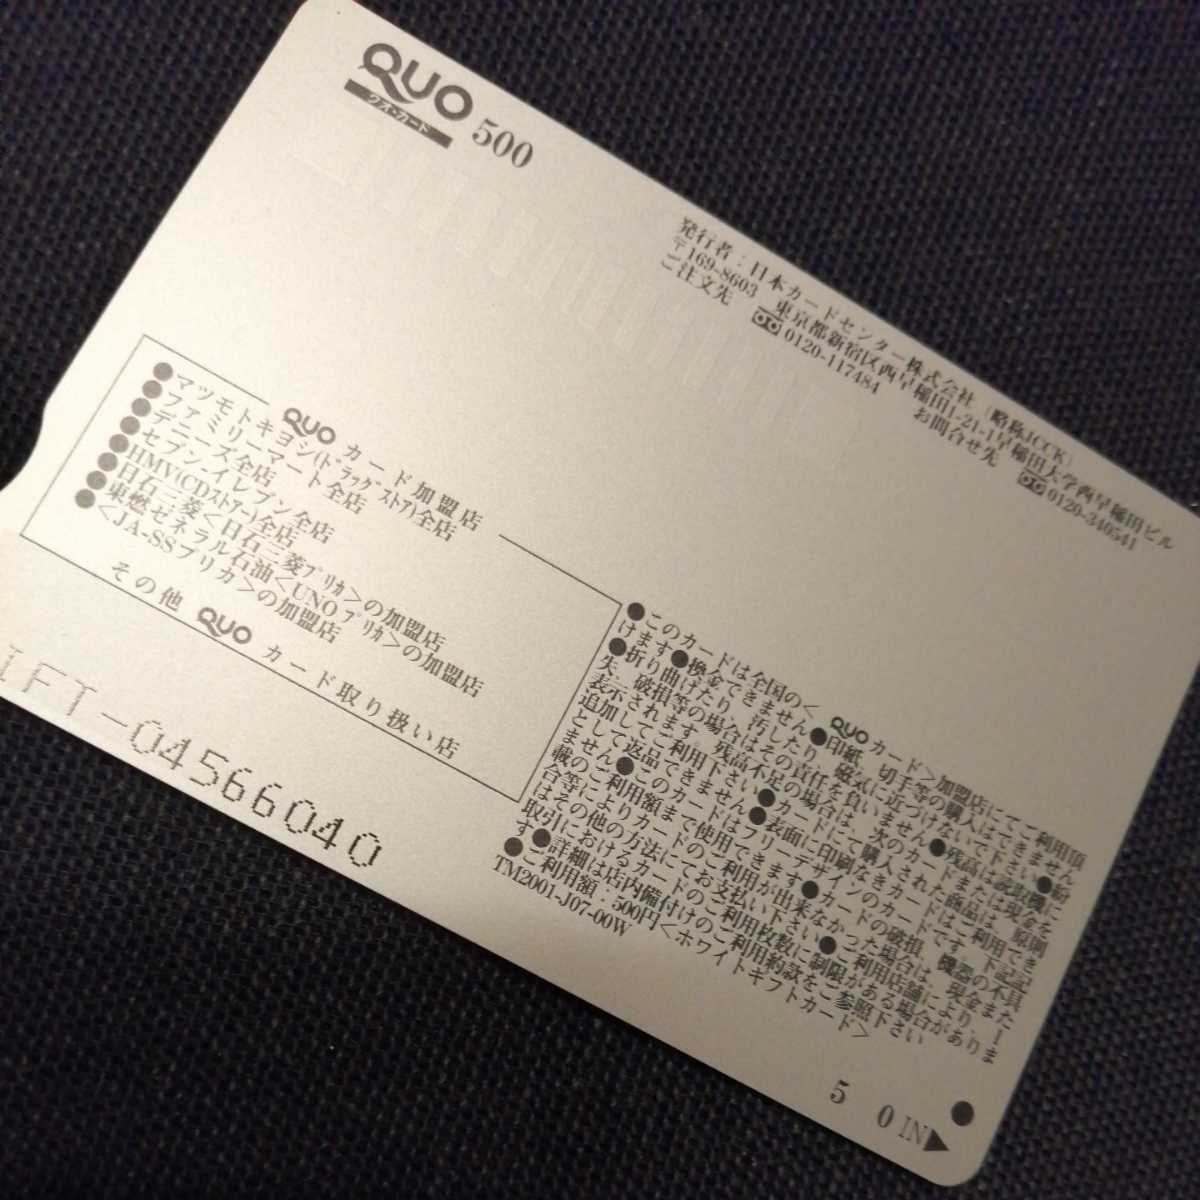 QUO 500
クオ・カード
発行者：日本カードセンター株式会社（略称JCCK）
〒169-8603 東京都新宿区西早稲田1-21-1早稲田大学西早稲田ビル
ご注文先 0120-117484 お問合せ先 0120-340541
QUO カード加盟店
●マツモトキヨシ(ﾄﾞﾗｯｸﾞｽﾄｱ)全店
●ファミリーマート全店
●デニーズ全店
●セブン-イレブン全店
●HMV(CDｽﾄｱｰ)全店
●日石三菱<日石三菱ﾌﾟﾘｶ>の加盟店
●東燃ゼネラル石油<UNOﾌﾟﾘｶ>の加盟店
●<JA-SSプリカ>の加盟店
その他 QUO カード取り扱い店
●このカードは全国の<QUOカード>加盟店にてご利用頂
けます●換金できません●印紙、切手等の購入はできません
●折り曲げたり、汚したり、磁気に近づけないで下さい●紛
失、破損等の場合はその責任を負いません●残高は読取機に
表示されます 残高不足の場合は、次のカードまたは現金を
追加してご利用下さい●カードにて購入された商品は、原則
として返品できません●表面に印刷なきカードはご利用でき
ません●このカードはフリーデザインのカードです 下記記
載のご利用額まで使用できます●カードの破損、機器の不具
合等によりカードのご利用が出来なかった場合は、現金、ま
たはその他の方法にてお支払い下さい●ご利用店舗により、1
取引におけるカードのご利用枚数に制限がある場合がありま
す●詳細は店内備付けのご利用約款をご参照下さい
●ご利用額：500円<ホワイトギフトカード>
TM2001-J07-00W
IFT-04566040
5 0 IN▶